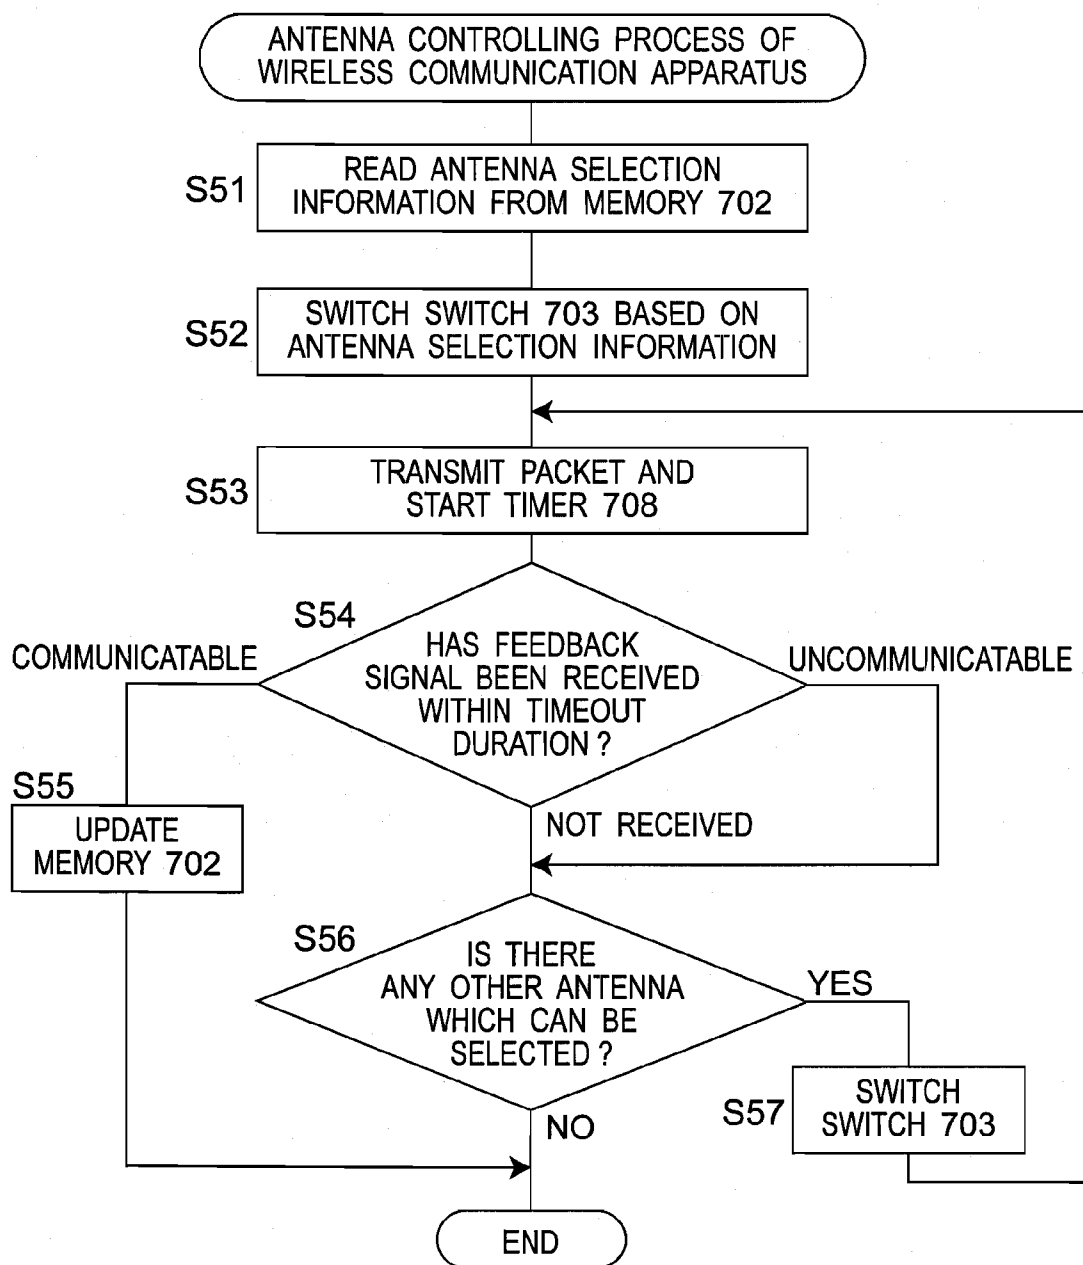 ANTENNA CONTROLLING PROCESS OF
WIRELESS COMMUNICATION APPARATUS
S51
READ ANTENNA SELECTION
INFORMATION FROM MEMORY 702
S52
SWITCH SWITCH 703 BASED ON
ANTENNA SELECTION INFORMATION
S53
TRANSMIT PACKET AND
START TIMER 708
S54
HAS FEEDBACK
SIGNAL BEEN RECEIVED
WITHIN TIMEOUT
DURATION ?
COMMUNICATABLE
UNCOMMUNICATABLE
S55
UPDATE
MEMORY 702
NOT RECEIVED
S56
IS THERE
ANY OTHER ANTENNA
WHICH CAN BE
SELECTED ?
YES
S57
SWITCH
SWITCH 703
NO
END